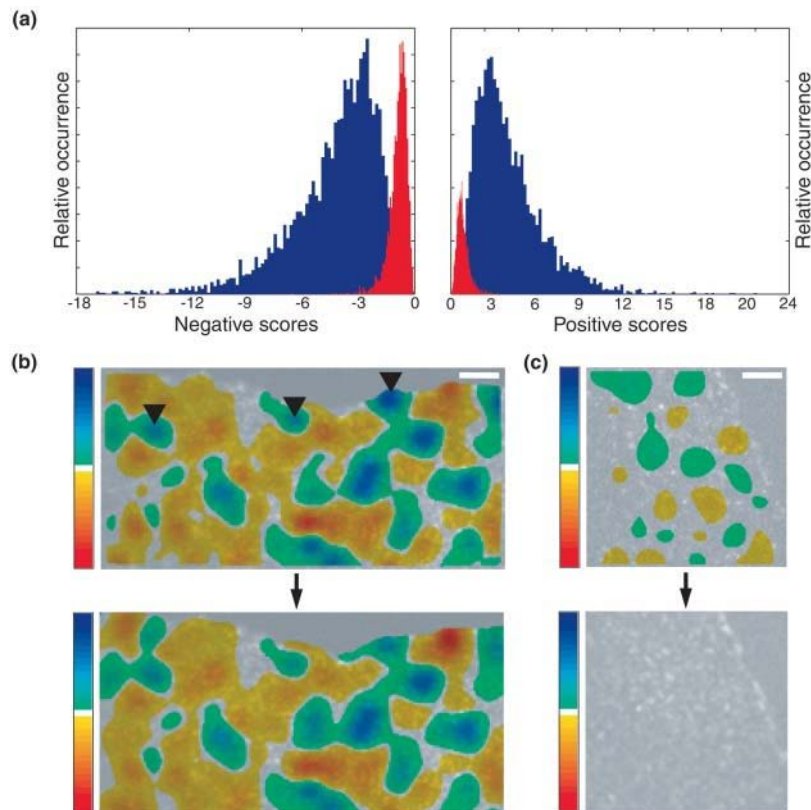 (a)
Relative occurrence
-18 -12 -9 -6 -3 0
Negative scores
0 3 6 9 12 15 18 21 24
Positive scores
Relative occurrence
(b)
(c)